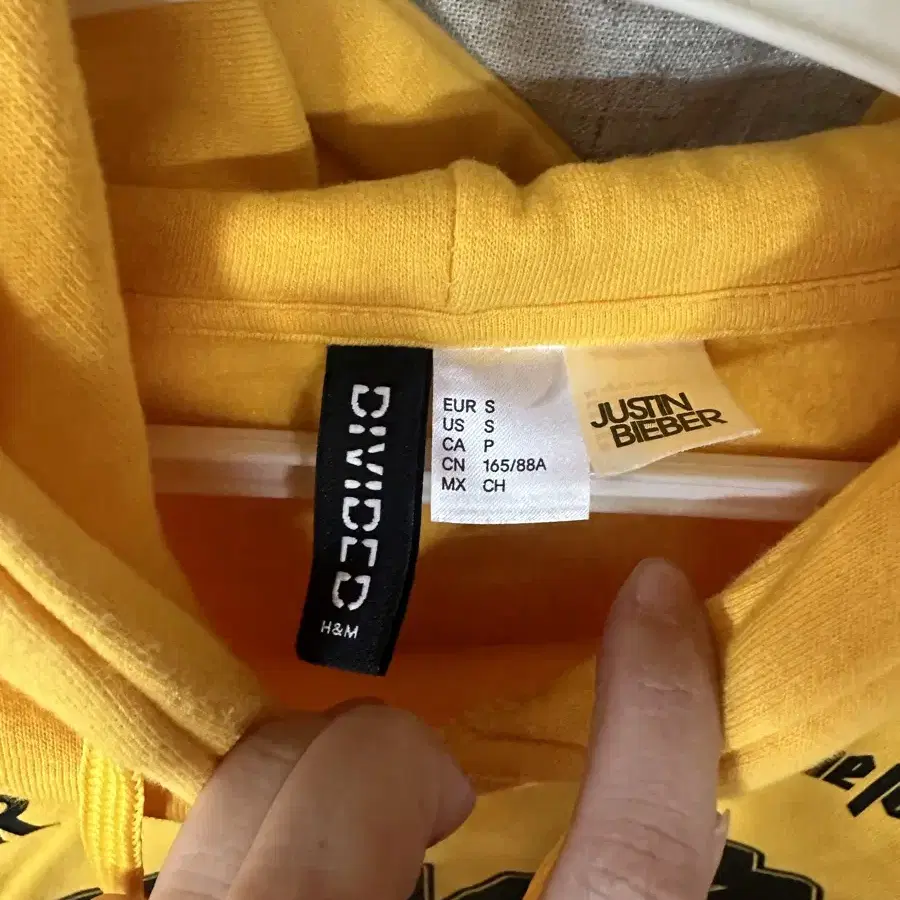 DIVIDED
H&M
EUR S
US S
CA P
CN 165/88A
MX CH
JUSTIN
BIEBER